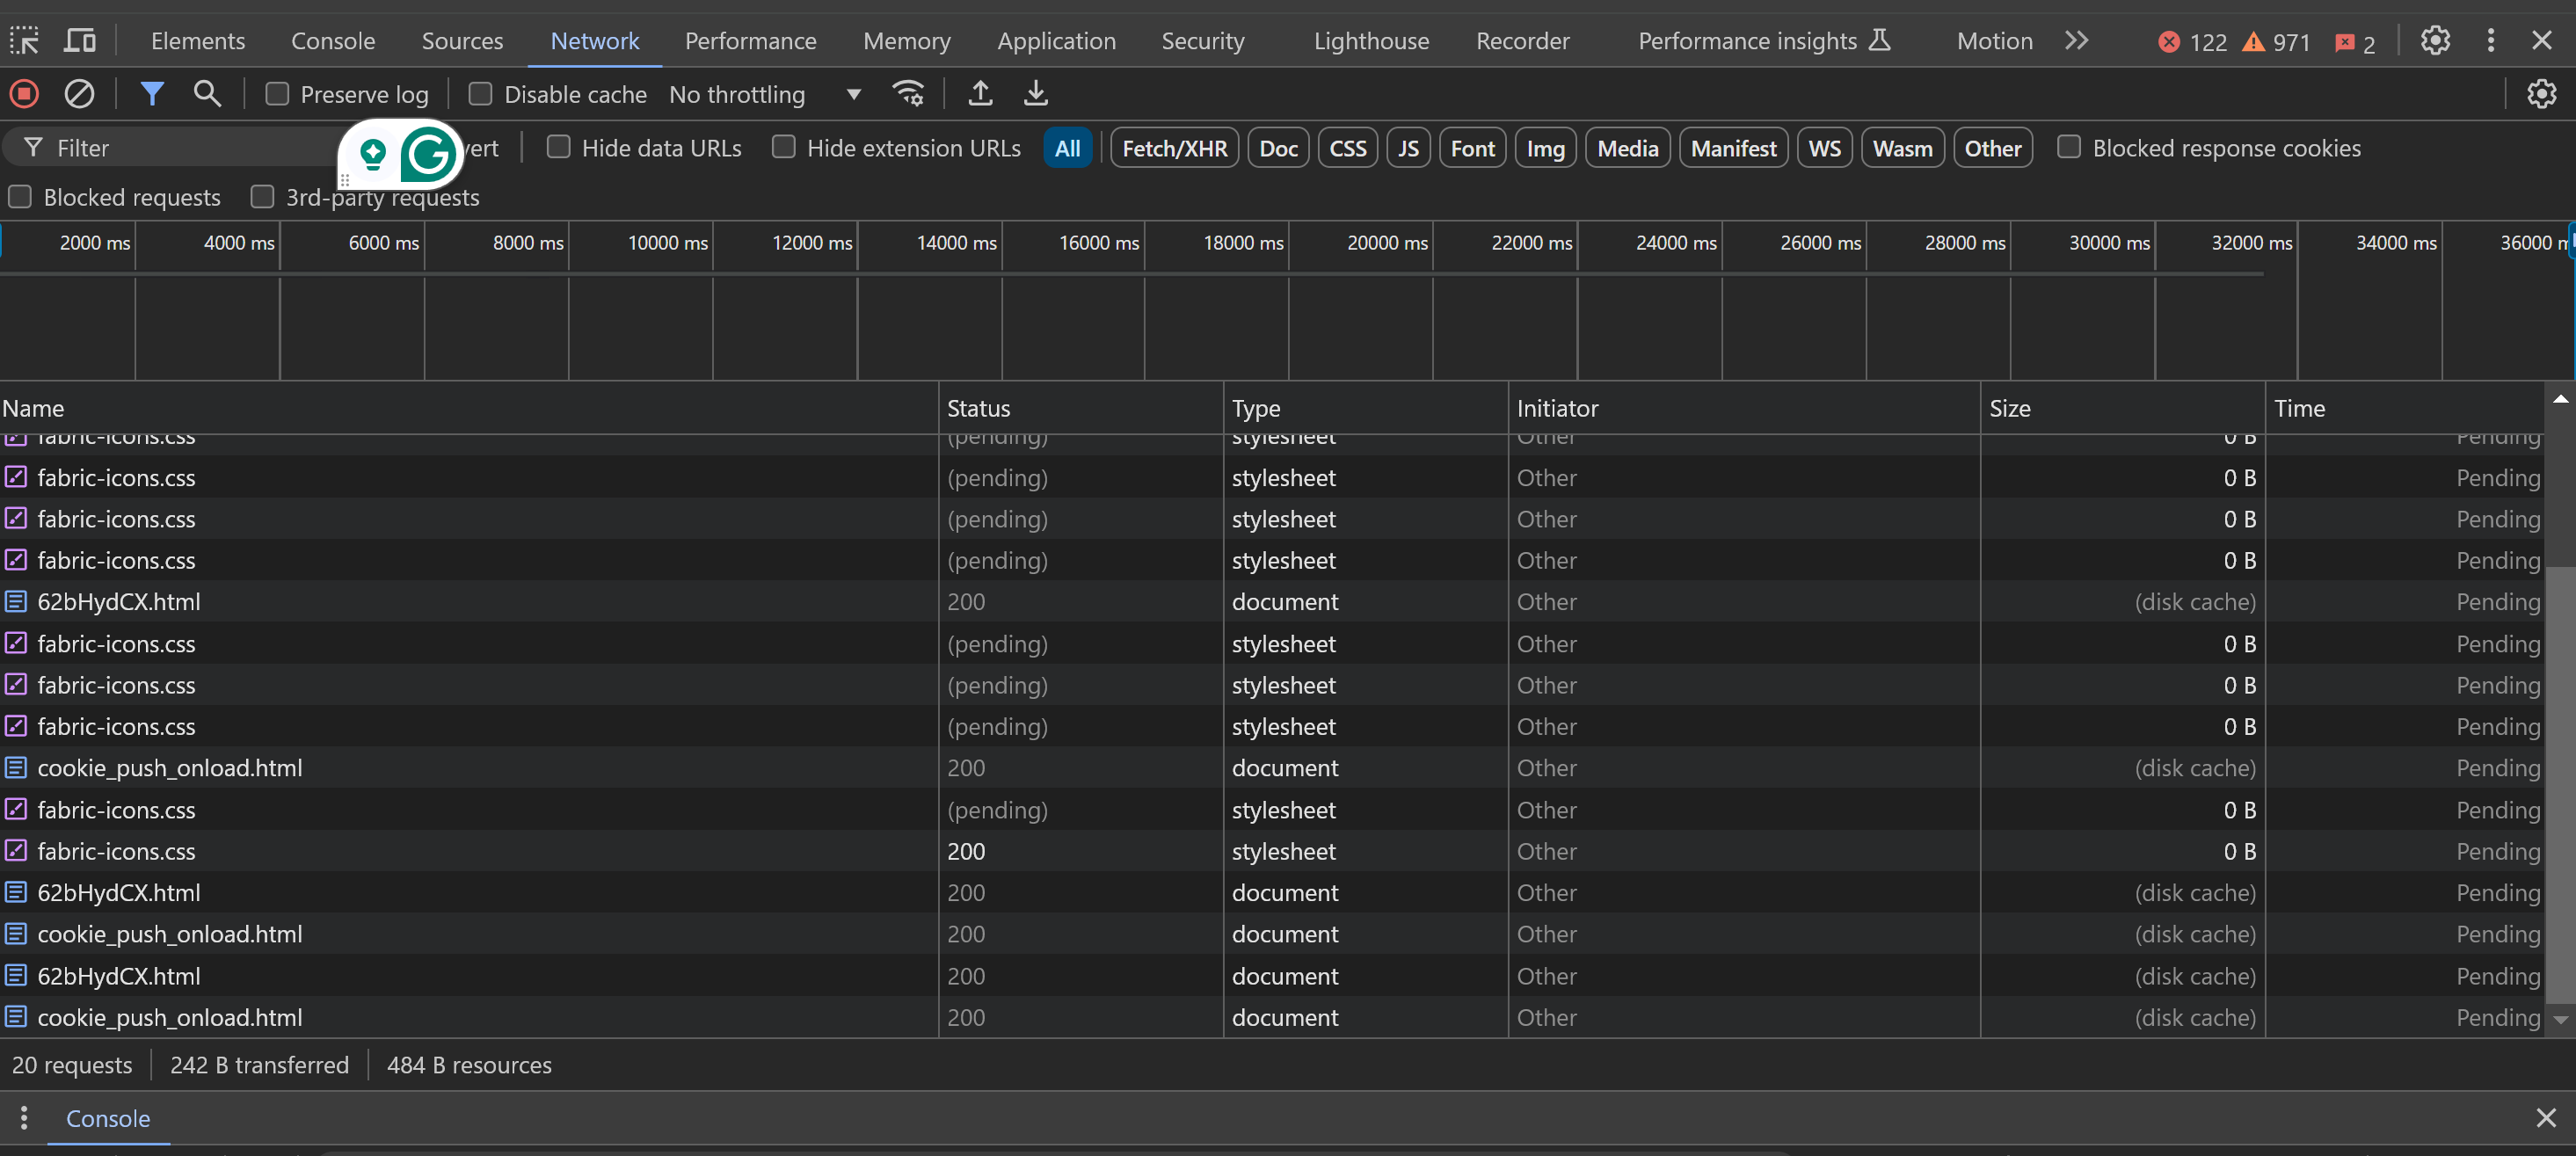 Elements Console Sources Network Performance Memory Application Security Lighthouse Recorder Performance insights Motion 122 971 2
Preserve log Disable cache No throttling
Filter vert Hide data URLs Hide extension URLs All Fetch/XHR Doc CSS JS Font Img Media Manifest WS Wasm Other Blocked response cookies
Blocked requests 3rd-party requests
2000 ms 4000 ms 6000 ms 8000 ms 10000 ms 12000 ms 14000 ms 16000 ms 18000 ms 20000 ms 22000 ms 24000 ms 26000 ms 28000 ms 30000 ms 32000 ms 34000 ms 36000 m
Name Status Type Initiator Size Time
fabric-icons.css (pending) stylesheet Other 0 B Pending
fabric-icons.css (pending) stylesheet Other 0 B Pending
fabric-icons.css (pending) stylesheet Other 0 B Pending
fabric-icons.css (pending) stylesheet Other 0 B Pending
62bHydCX.html 200 document Other (disk cache) Pending
fabric-icons.css (pending) stylesheet Other 0 B Pending
fabric-icons.css (pending) stylesheet Other 0 B Pending
fabric-icons.css (pending) stylesheet Other 0 B Pending
cookie_push_onload.html 200 document Other (disk cache) Pending
fabric-icons.css (pending) stylesheet Other 0 B Pending
fabric-icons.css 200 stylesheet Other 0 B Pending
62bHydCX.html 200 document Other (disk cache) Pending
cookie_push_onload.html 200 document Other (disk cache) Pending
62bHydCX.html 200 document Other (disk cache) Pending
cookie_push_onload.html 200 document Other (disk cache) Pending
20 requests 242 B transferred 484 B resources
Console